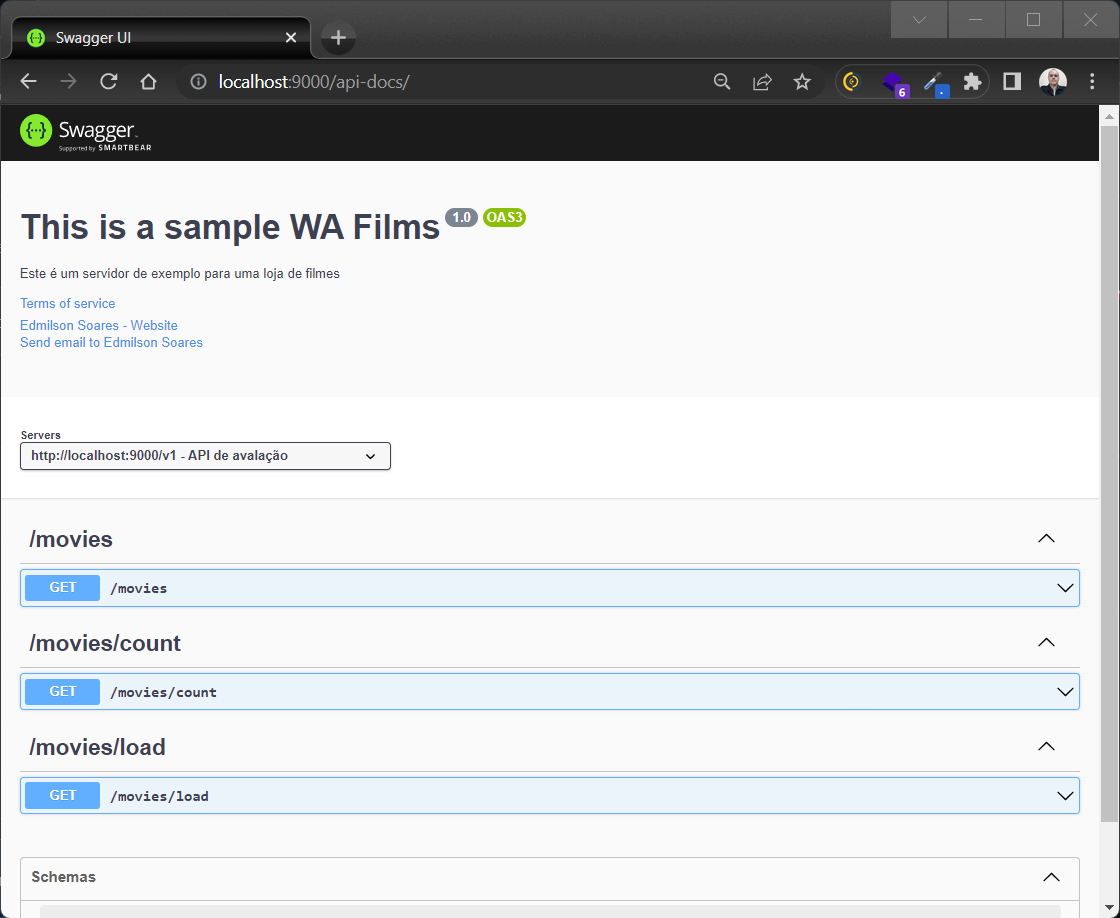 Swagger UI
localhost:9000/api-docs/
6
Swagger.
Supported by SMARTBEAR
This is a sample WA Films 1.0 OAS3
Este é um servidor de exemplo para uma loja de filmes
Terms of service
Edmilson Soares - Website
Send email to Edmilson Soares
Servers
http://localhost:9000/v1 - API de avalação
/movies
GET /movies
/movies/count
GET /movies/count
/movies/load
GET /movies/load
Schemas